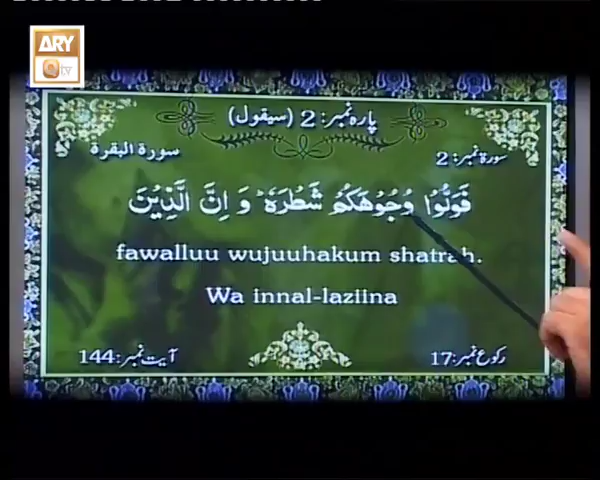 ARY
Qtv
پارہ نمبر: 2 (سیقول)
سورۃ نمبر: 2
سورۃ البقرۃ
فَوَلُّوۡا وُجُوۡهَكُمۡ شَطۡرَهٗ ؕ وَ اِنَّ الَّذِيۡنَ
fawalluu wujuuhakum shatrah.
Wa innal-laziina
رکوع نمبر: 17
آیت نمبر: 144